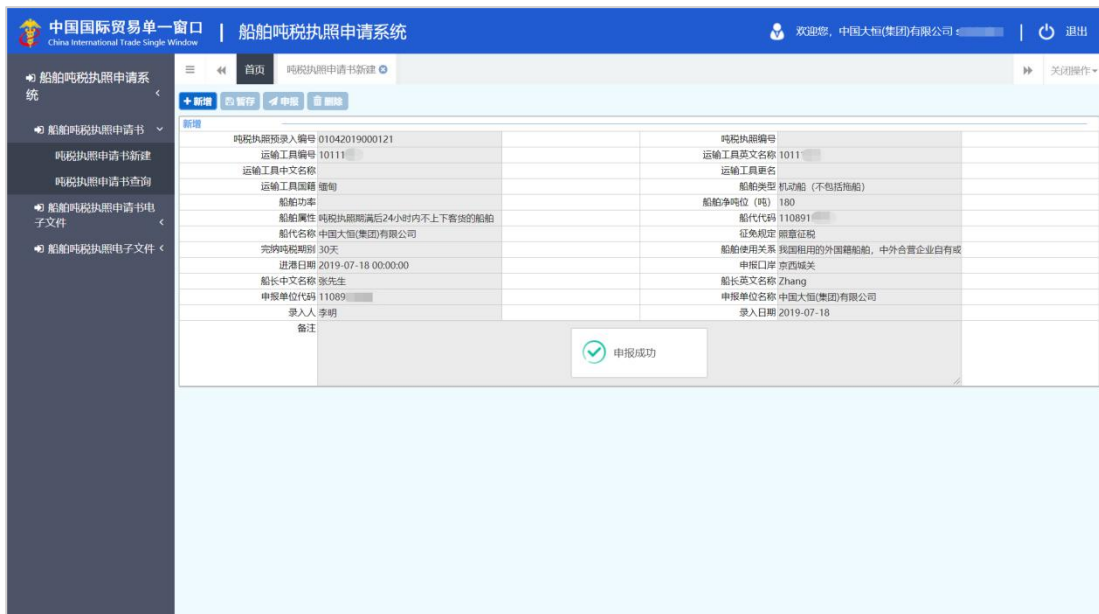 中国国际贸易单一窗口 | 船舶吨税执照申请系统 欢迎您，中国大恒(集团)有限公司 | 退出
China International Trade Single Window
船舶吨税执照申请系统
船舶吨税执照申请书
吨税执照申请书新建
吨税执照申请书查询
船舶吨税执照申请书电子文件
船舶吨税执照电子文件
首页 吨税执照申请书新建 关闭操作
新增 暂存 申报 删除
新增
吨税执照预录入编号 01042019000121 吨税执照编号
运输工具编号 10111 运输工具英文名称 1011
运输工具中文名称 运输工具更名
运输工具国籍 缅甸 船舶类型 机动船（不包括拖船）
船舶功率 船舶净吨位（吨） 180
船舶属性 吨税执照期满后24小时内不上下客货的船舶 船代代码 110891
船代名称 中国大恒(集团)有限公司 征免规定 照章征税
完纳吨税期别 30天 船舶使用关系 我国租用的外国籍船舶，中外合营企业自有或
进港日期 2019-07-18 00:00:00 申报口岸 京西城关
船长中文名称 张先生 船长英文名称 Zhang
申报单位代码 11089 申报单位名称 中国大恒(集团)有限公司
录入人 李明 录入日期 2019-07-18
备注
申报成功